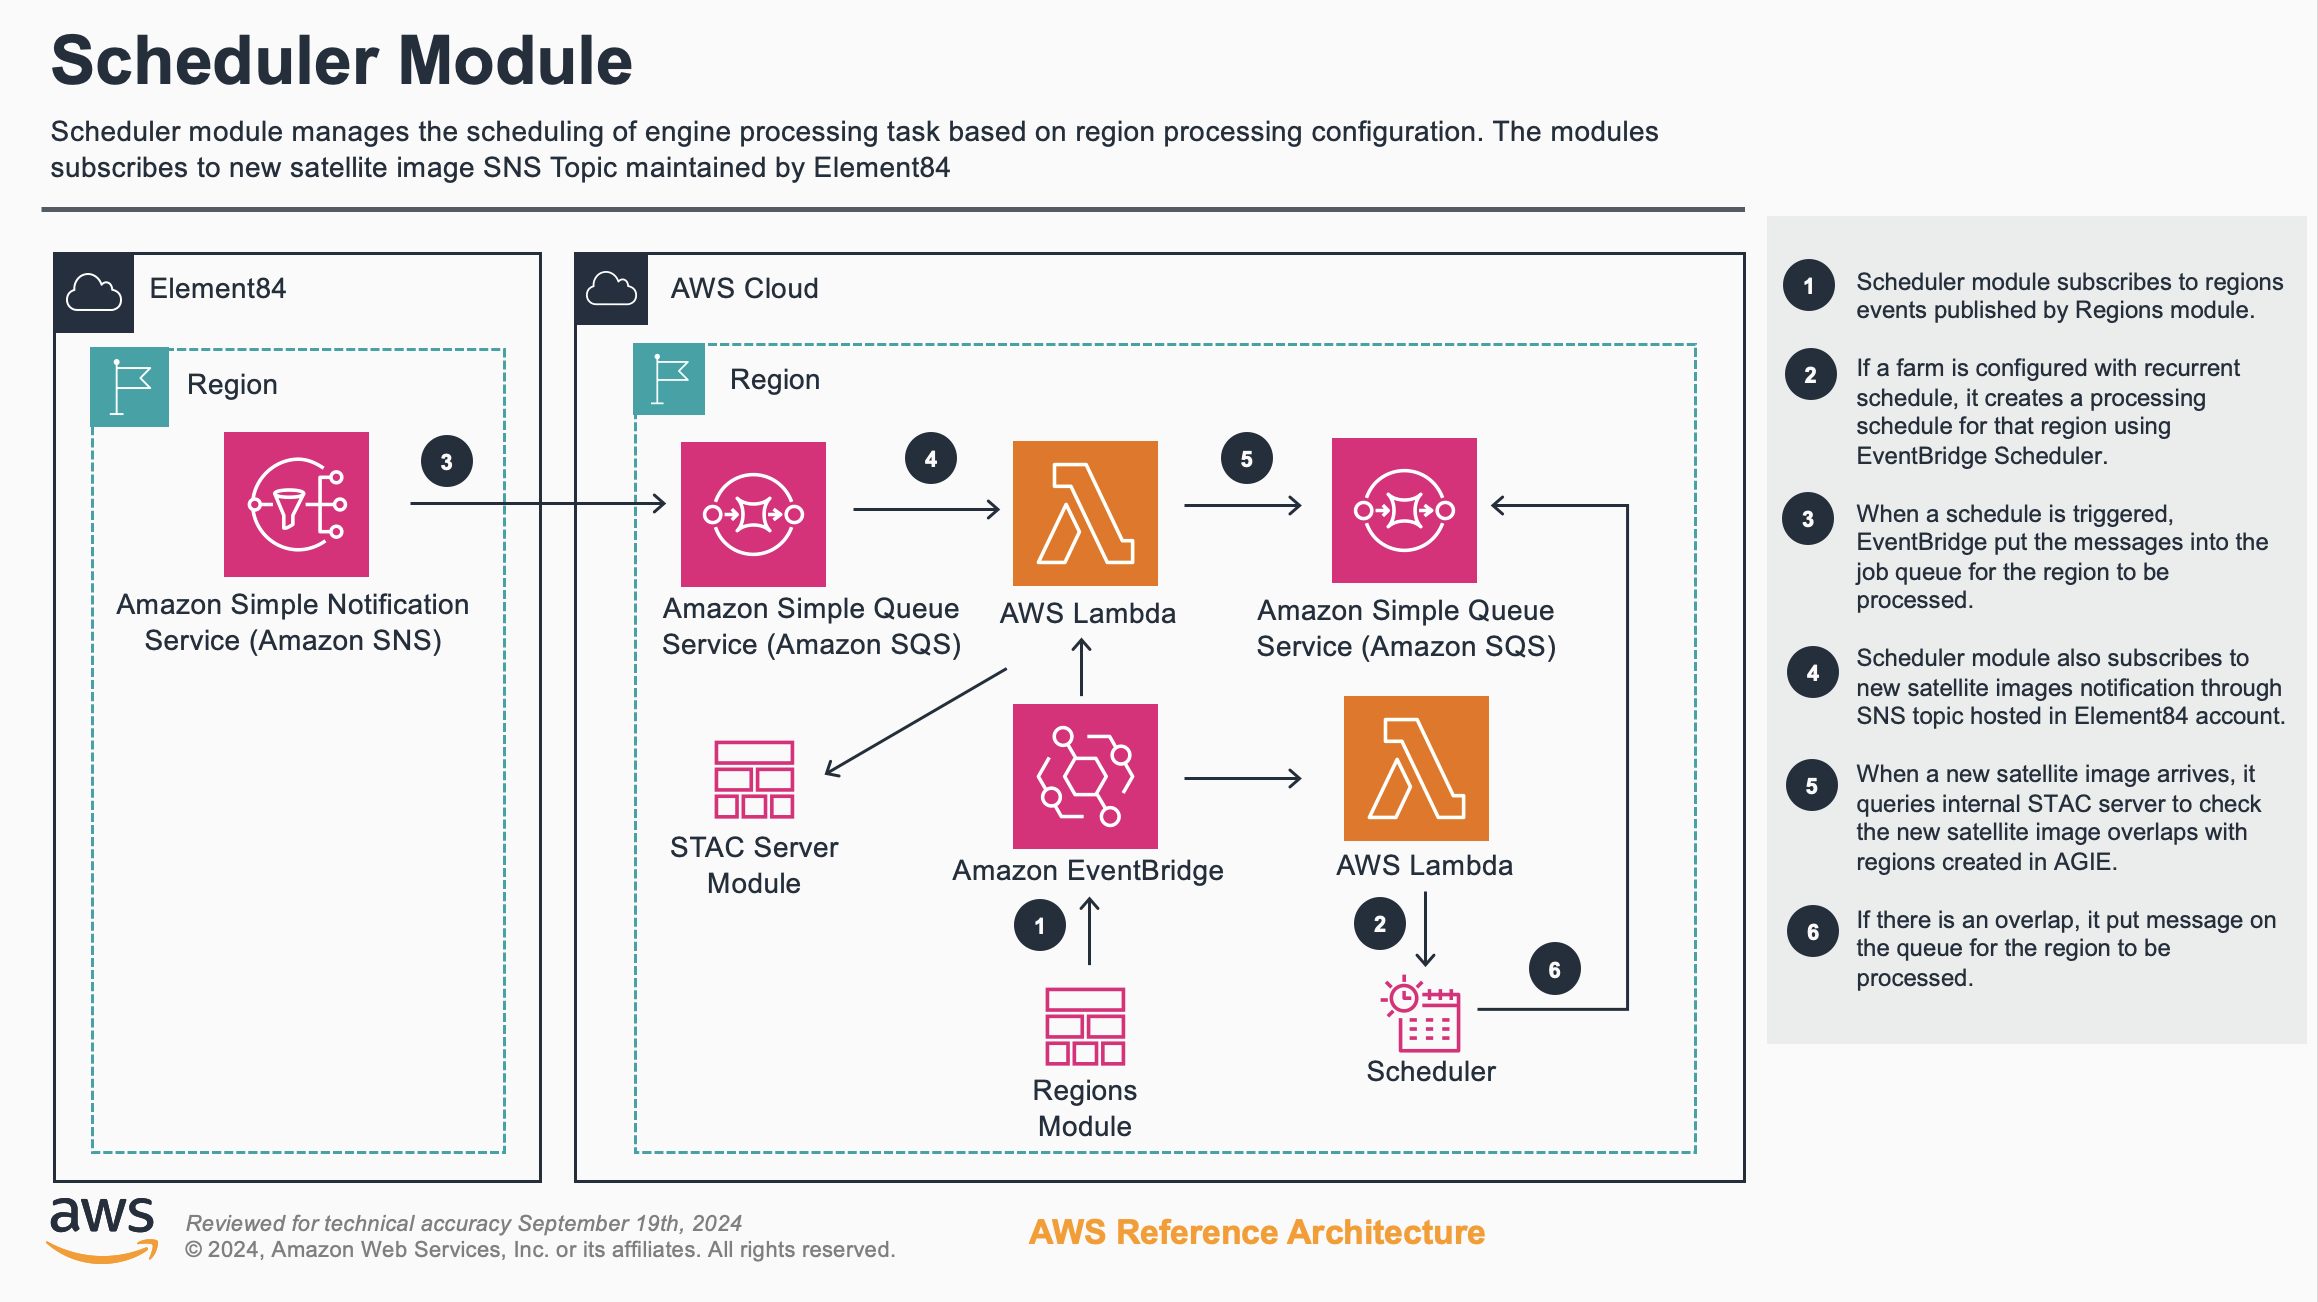 Scheduler Module
Scheduler module manages the scheduling of engine processing task based on region processing configuration. The modules
subscribes to new satellite image SNS Topic maintained by Element84
Element84
Region
3
Amazon Simple Notification
Service (Amazon SNS)
AWS Cloud
Region
4
5
Amazon Simple Queue
Service (Amazon SQS)
AWS Lambda
Amazon Simple Queue
Service (Amazon SQS)
STAC Server
Module
Amazon EventBridge
AWS Lambda
1
2
6
Regions
Module
Scheduler
1
Scheduler module subscribes to regions
events published by Regions module.
2
If a farm is configured with recurrent
schedule, it creates a processing
schedule for that region using
EventBridge Scheduler.
3
When a schedule is triggered,
EventBridge put the messages into the
job queue for the region to be
processed.
4
Scheduler module also subscribes to
new satellite images notification through
SNS topic hosted in Element84 account.
5
When a new satellite image arrives, it
queries internal STAC server to check
the new satellite image overlaps with
regions created in AGIE.
6
If there is an overlap, it put message on
the queue for the region to be
processed.
aws
Reviewed for technical accuracy September 19th, 2024
© 2024, Amazon Web Services, Inc. or its affiliates. All rights reserved.
AWS Reference Architecture